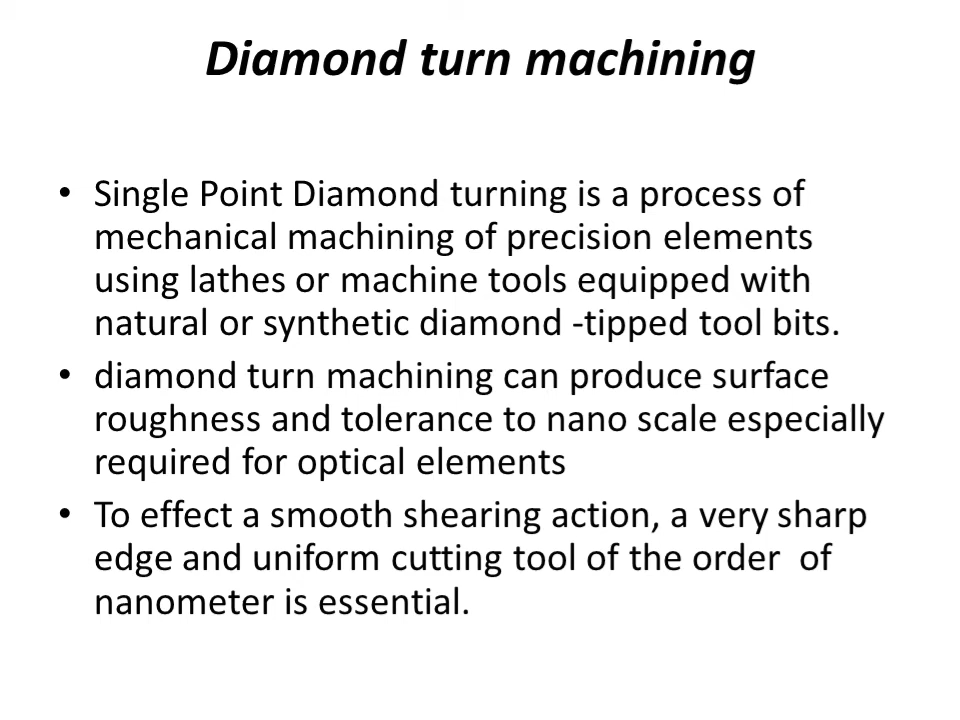 Diamond turn machining
• Single Point Diamond turning is a process of
mechanical machining of precision elements
using lathes or machine tools equipped with
natural or synthetic diamond -tipped tool bits.
• diamond turn machining can produce surface
roughness and tolerance to nano scale especially
required for optical elements
• To effect a smooth shearing action, a very sharp
edge and uniform cutting tool of the order  of
nanometer is essential.